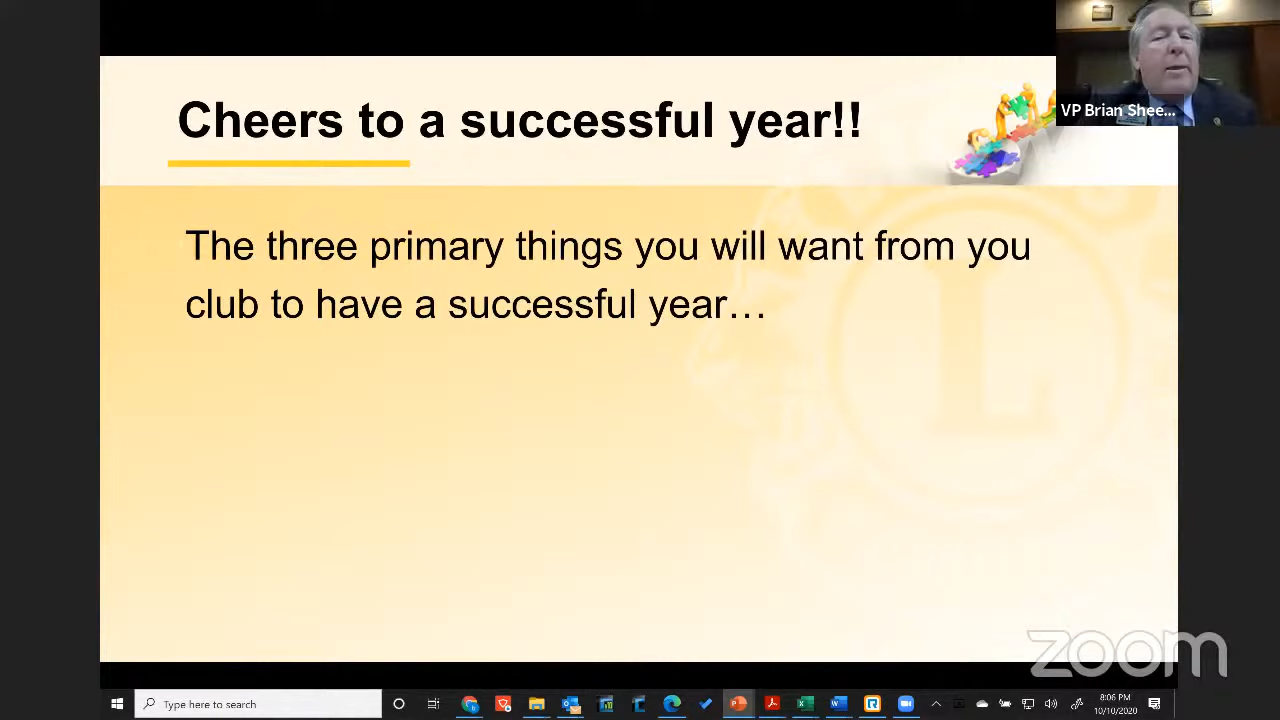 Cheers to a successful year!!
VP Brian Shee...
The three primary things you will want from you
club to have a successful year…
L
zoom
Type here to search
8:06 PM
10/10/2020